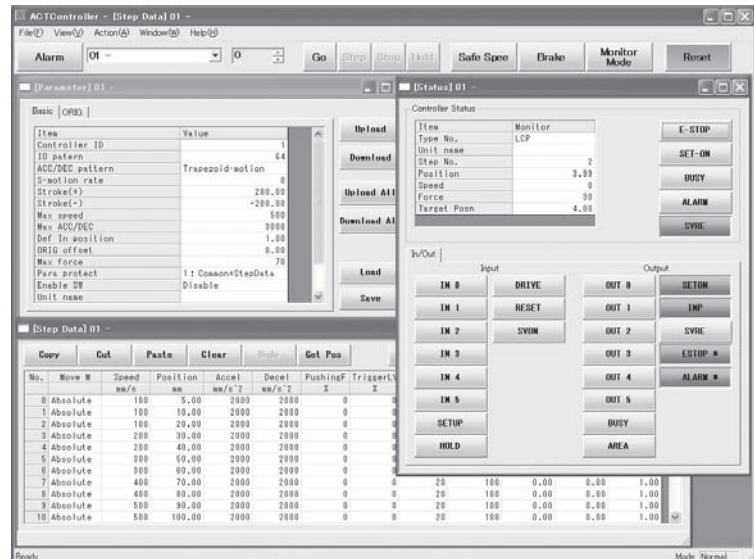 ACTController - [Step Data] 01 -
File(F) View(V) Action(A) Window(W) Help(H)
Alarm 01 - 0 Go Step Stop Hold Safe Spee Brake Monitor Mode Reset
[Parameter] 01 -
Basic ORIG
Item Value
Controller ID 1
IO patern 64
ACC/DEC pattern Trapezoid-motion
S-motion rate 0
Stroke(+) 200.00
Stroke(-) -200.00
Max speed 500
Max ACC/DEC 3000
Def In position 1.00
ORIG offset 0.00
Max force 70
Para protect 1: Common+StepData
Enable SW Disable
Unit name
Upload
Download
Upload All
Download Al
Load
Save
[Status] 01 -
Controller Status
Item Monitor
Type No. LCP
Unit name
Step No. 2
Position 3.99
Speed 0
Force 30
Target Posn 4.00
E-STOP
SET-ON
BUSY
ALARM
SVRE
In/Out
Input Output
IN 0 DRIVE OUT 0 SETON
IN 1 RESET OUT 1 INP
IN 2 SVON OUT 2 SVRE
IN 3 OUT 3 ESTOP *
IN 4 OUT 4 ALARM *
IN 5 OUT 5
SETUP BUSY
HOLD AREA
[Step Data] 01 -
Copy Cut Paste Clear Undo Get Pos
No. Move M Speed Position Accel Decel PushingF TriggerLV
mm/s mm mm/s^2 mm/s^2 % %
0 Absolute 100 5.00 2000 2000 0 0
1 Absolute 100 10.00 2000 2000 0 0
2 Absolute 100 20.00 2000 2000 0 0
3 Absolute 200 30.00 2000 2000 0 0
4 Absolute 200 40.00 2000 2000 0 0
5 Absolute 300 50.00 2000 2000 0 0
6 Absolute 300 60.00 2000 2000 0 0
7 Absolute 400 70.00 2000 2000 0 0 20 100 0.00 0.00 1.00
8 Absolute 400 80.00 2000 2000 0 0 20 100 0.00 0.00 1.00
9 Absolute 500 90.00 2000 2000 0 0 20 100 0.00 0.00 1.00
10 Absolute 500 100.00 2000 2000 0 0 20 100 0.00 0.00 1.00
Ready Mode Normal